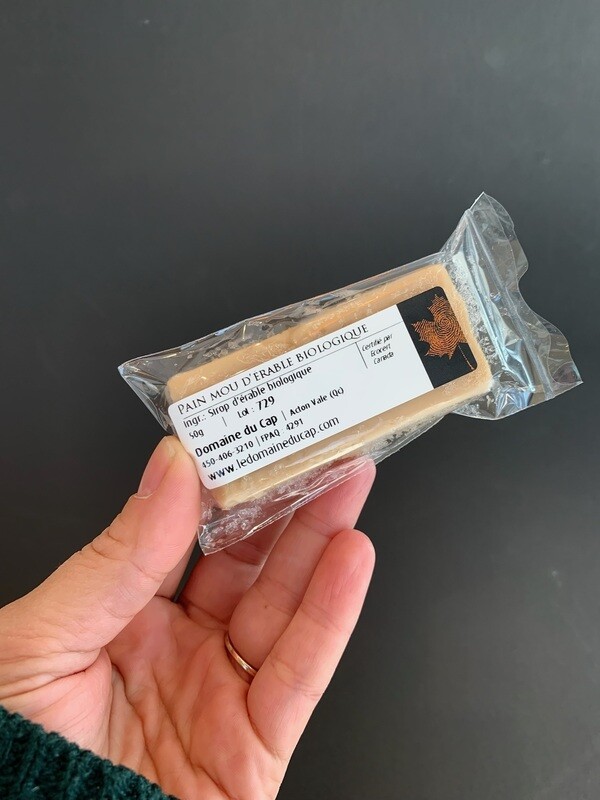 PAIN MOU D'ÉRABLE BIOLOGIQUE
ingr.: Sirop d'érable biologique
50g | Lot : 729
Certifié par
Ecocert
Canada
Domaine du Cap | Acton Vale (Qc)
450-406-3210 | FPAQ : 4291
www.ledomaineducap.com